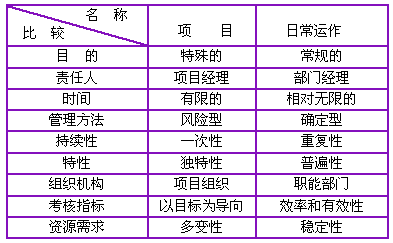 名 称
比 较
项 目
日常运作
目 的
特殊的
常规的
责任人
项目经理
部门经理
时间
有限的
相对无限的
管理方法
风险型
确定型
持续性
一次性
重复性
特性
独特性
普遍性
组织机构
项目组织
职能部门
考核指标
以目标为导向
效率和有效性
资源需求
多变性
稳定性